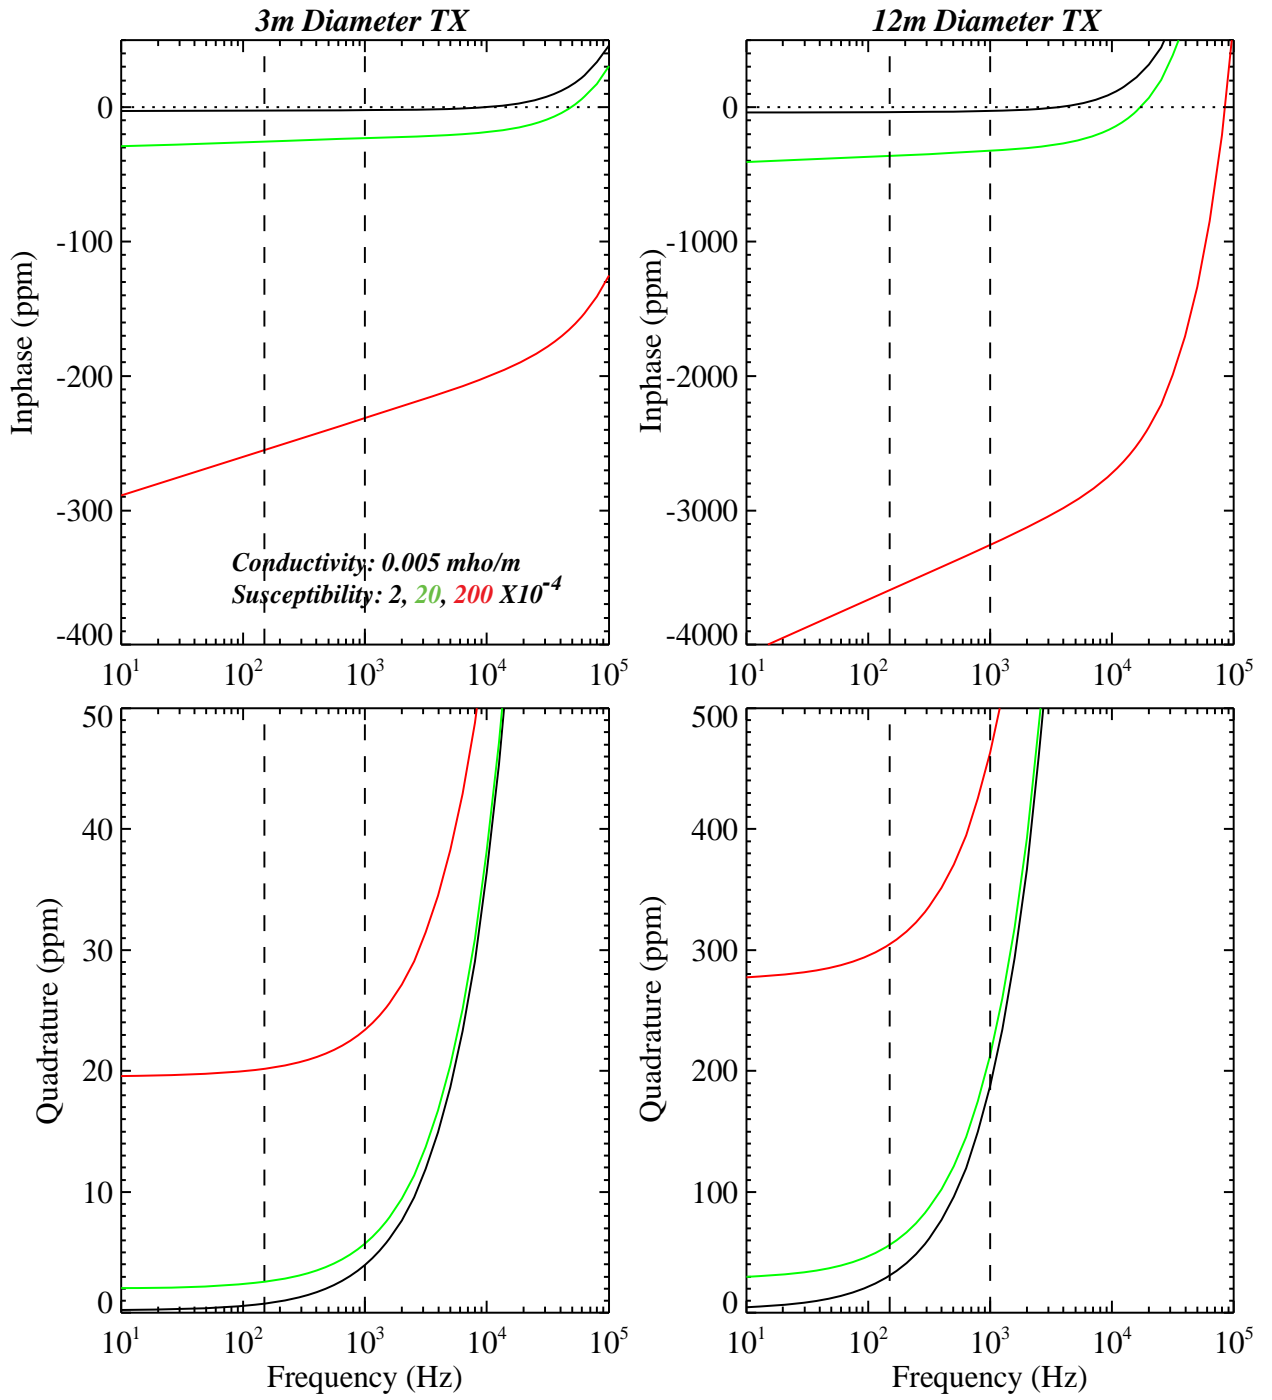 3m Diameter TX
12m Diameter TX
0
-100
-200
-300
-400
Inphase (ppm)
Conductivity: 0.005 mho/m
Susceptibility: 2, 20, 200 X10⁻⁴
10¹ 10² 10³ 10⁴ 10⁵
0
-1000
-2000
-3000
-4000
Inphase (ppm)
10¹ 10² 10³ 10⁴ 10⁵
50
40
30
20
10
0
Quadrature (ppm)
10¹ 10² 10³ 10⁴ 10⁵
Frequency (Hz)
500
400
300
200
100
0
Quadrature (ppm)
10¹ 10² 10³ 10⁴ 10⁵
Frequency (Hz)